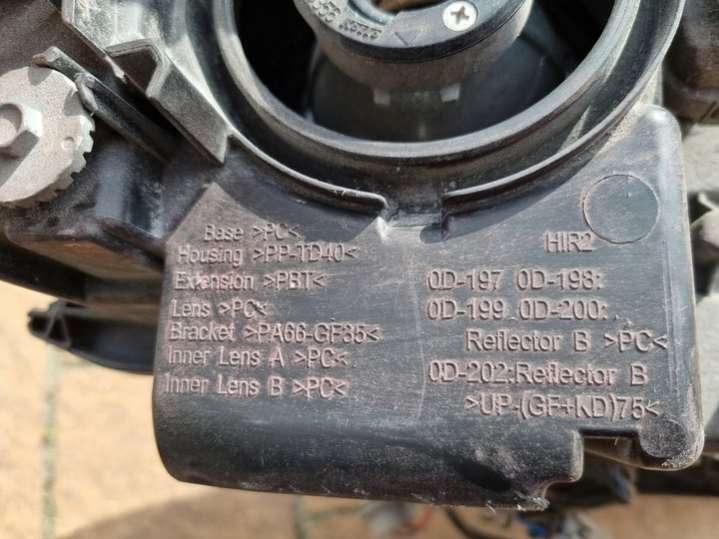 Base >PC<
Housing >PP-TD40<
Extension >PBT<
Lens >PC<
Bracket >PA66-GF35<
Inner Lens A >PC<
Inner Lens B >PC<
HIR2
0D-197 0D-198:
0D-199 0D-200:
Reflector B >PC<
0D-202:Reflector B
>UP-(GF+KD)75<